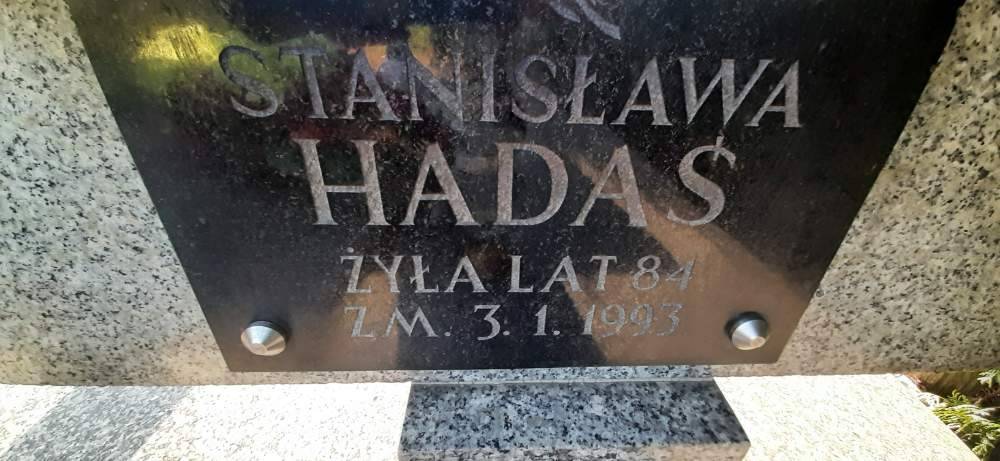 STANISŁAWA
HADAŚ
ŻYŁA LAT 84
ZM. 3. 1. 1993